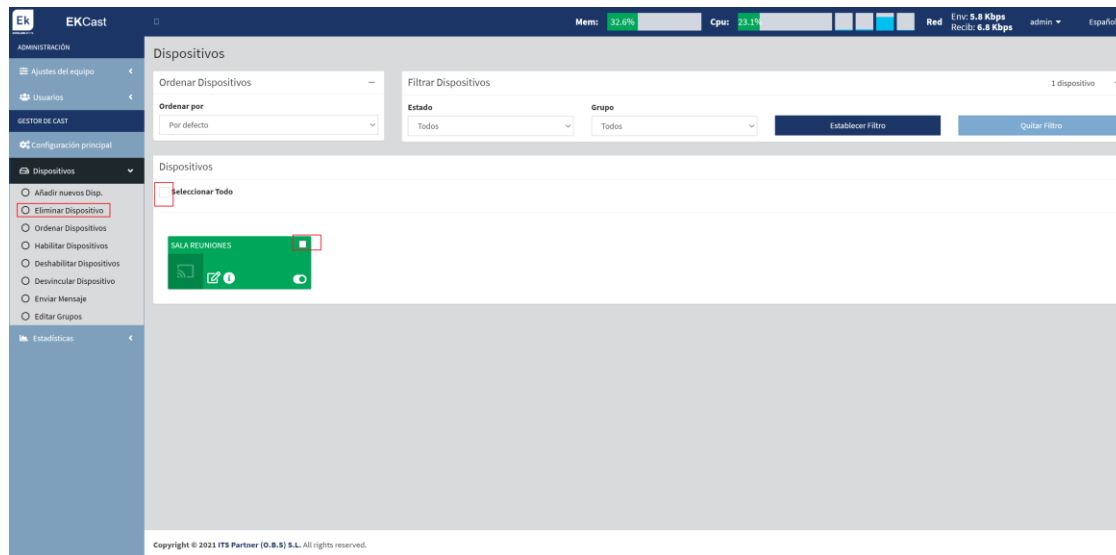 Ek
EKCast
Mem: 32.6%
Cpu: 23.1%
Red
Env: 5.8 Kbps
Recib: 6.8 Kbps
admin
Español
ADMINISTRACIÓN
Ajustes del equipo
Usuarios
GESTOR DE CAST
Configuración principal
Dispositivos
Añadir nuevos Disp.
Eliminar Dispositivo
Ordenar Dispositivos
Habilitar Dispositivos
Deshabilitar Dispositivos
Desvincular Dispositivo
Enviar Mensaje
Editar Grupos
Estadísticas
Dispositivos
Ordenar Dispositivos
Ordenar por
Por defecto
Filtrar Dispositivos
1 dispositivo
Estado
Todos
Grupo
Todos
Establecer Filtro
Quitar Filtro
Dispositivos
Seleccionar Todo
SALA REUNIONES
Copyright © 2021 ITS Partner (O.B.S) S.L. All rights reserved.